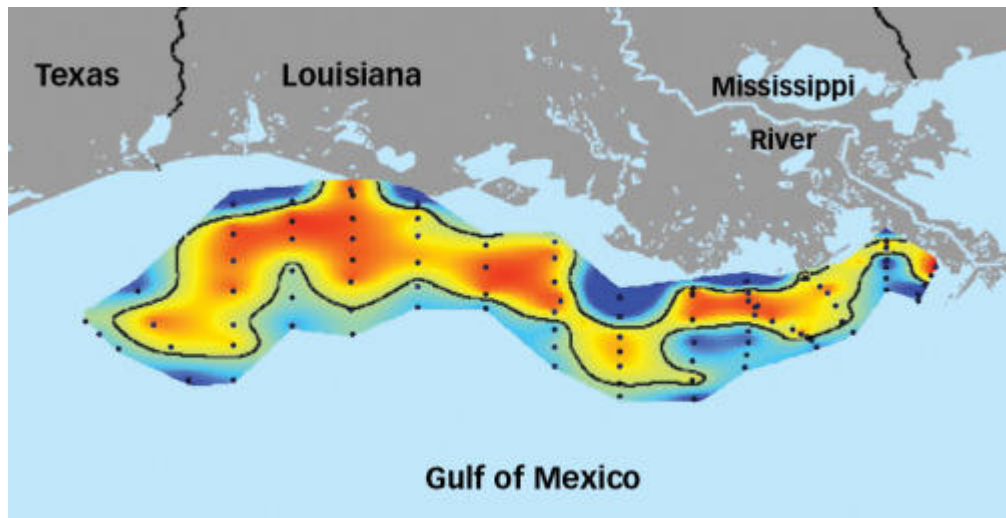 Texas
Louisiana
Mississippi
River
Gulf of Mexico